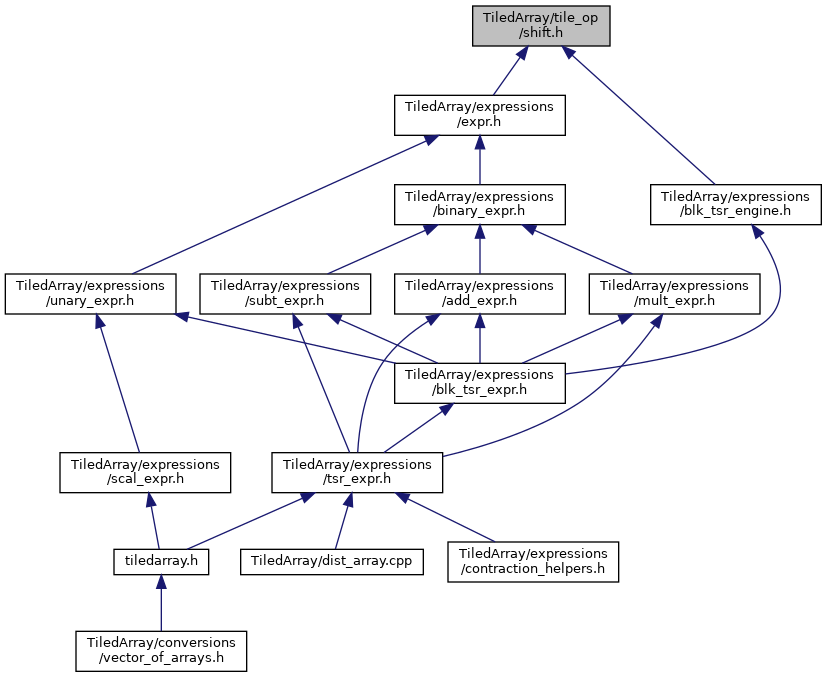 TiledArray/tile_op
/shift.h
TiledArray/expressions
/expr.h
TiledArray/expressions
/binary_expr.h
TiledArray/expressions
/blk_tsr_engine.h
TiledArray/expressions
/unary_expr.h
TiledArray/expressions
/subt_expr.h
TiledArray/expressions
/add_expr.h
TiledArray/expressions
/mult_expr.h
TiledArray/expressions
/blk_tsr_expr.h
TiledArray/expressions
/scal_expr.h
TiledArray/expressions
/tsr_expr.h
tiledarray.h
TiledArray/dist_array.cpp
TiledArray/expressions
/contraction_helpers.h
TiledArray/conversions
/vector_of_arrays.h